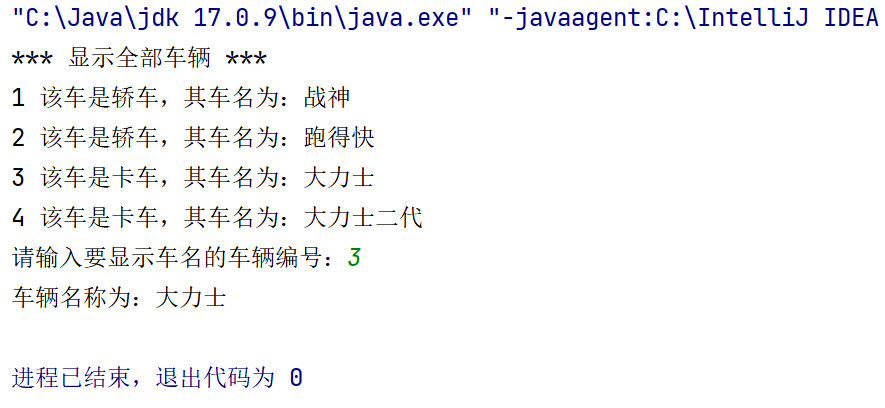 "C:\Java\jdk 17.0.9\bin\java.exe" "-javaagent:C:\IntelliJ IDEA
*** 显示全部车辆 ***
1 该车是轿车，其车名为：战神
2 该车是轿车，其车名为：跑得快
3 该车是卡车，其车名为：大力士
4 该车是卡车，其车名为：大力士二代
请输入要显示车名的车辆编号：3
车辆名称为：大力士
进程已结束，退出代码为 0